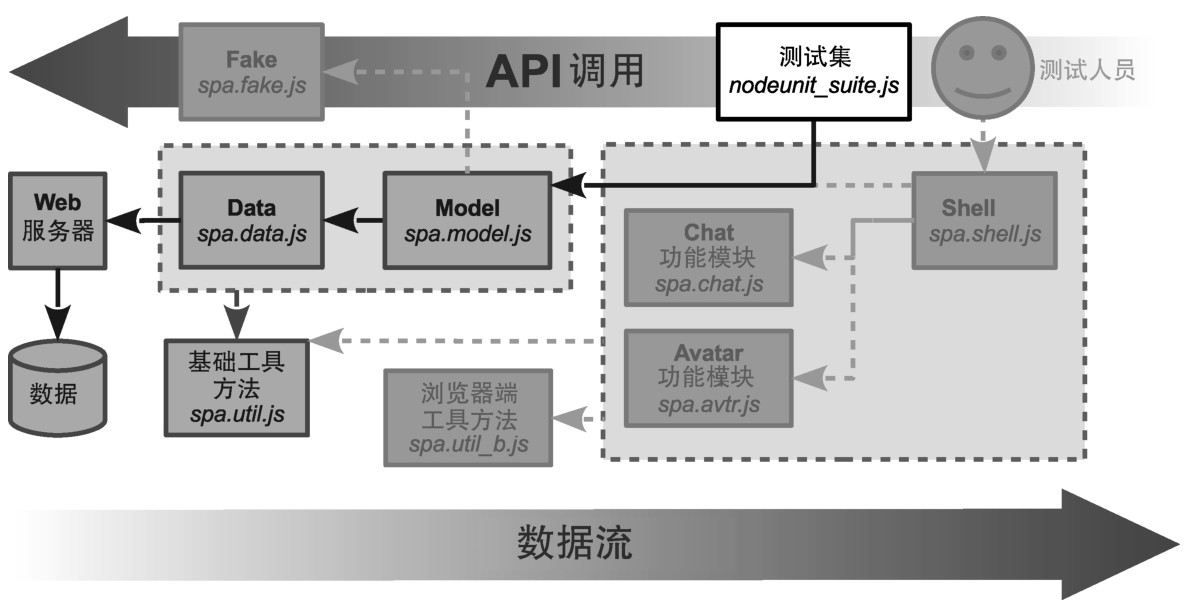 Fake
spa.fake.js
API 调用
测试集
nodeunit_suite.js
测试人员
Web
服务器
Data
spa.data.js
Model
spa.model.js
Shell
spa.shell.js
Chat
功能模块
spa.chat.js
数据
基础工具
方法
spa.util.js
浏览器端
工具方法
spa.util_b.js
Avatar
功能模块
spa.avtr.js
数据流